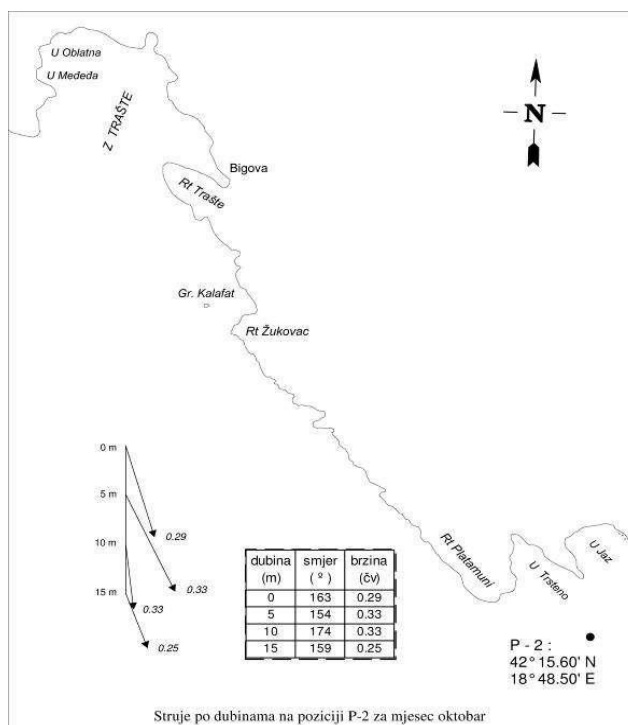 U Oblatna
U Mededa
Z TRAŠTE
N
Bigova
Rt Trašte
Gr. Kalafat
Rt Žukovac
0 m
5 m
10 m
15 m
0.29
0.33
0.33
0.25
dubina (m) smjer ( º ) brzina (čv)
0 163 0.29
5 154 0.33
10 174 0.33
15 159 0.25
Rt Platamuni
U Trsteno
U Jaz
P - 2 :
42° 15.60' N
18° 48.50' E
Struje po dubinama na poziciji P-2 za mjesec oktobar